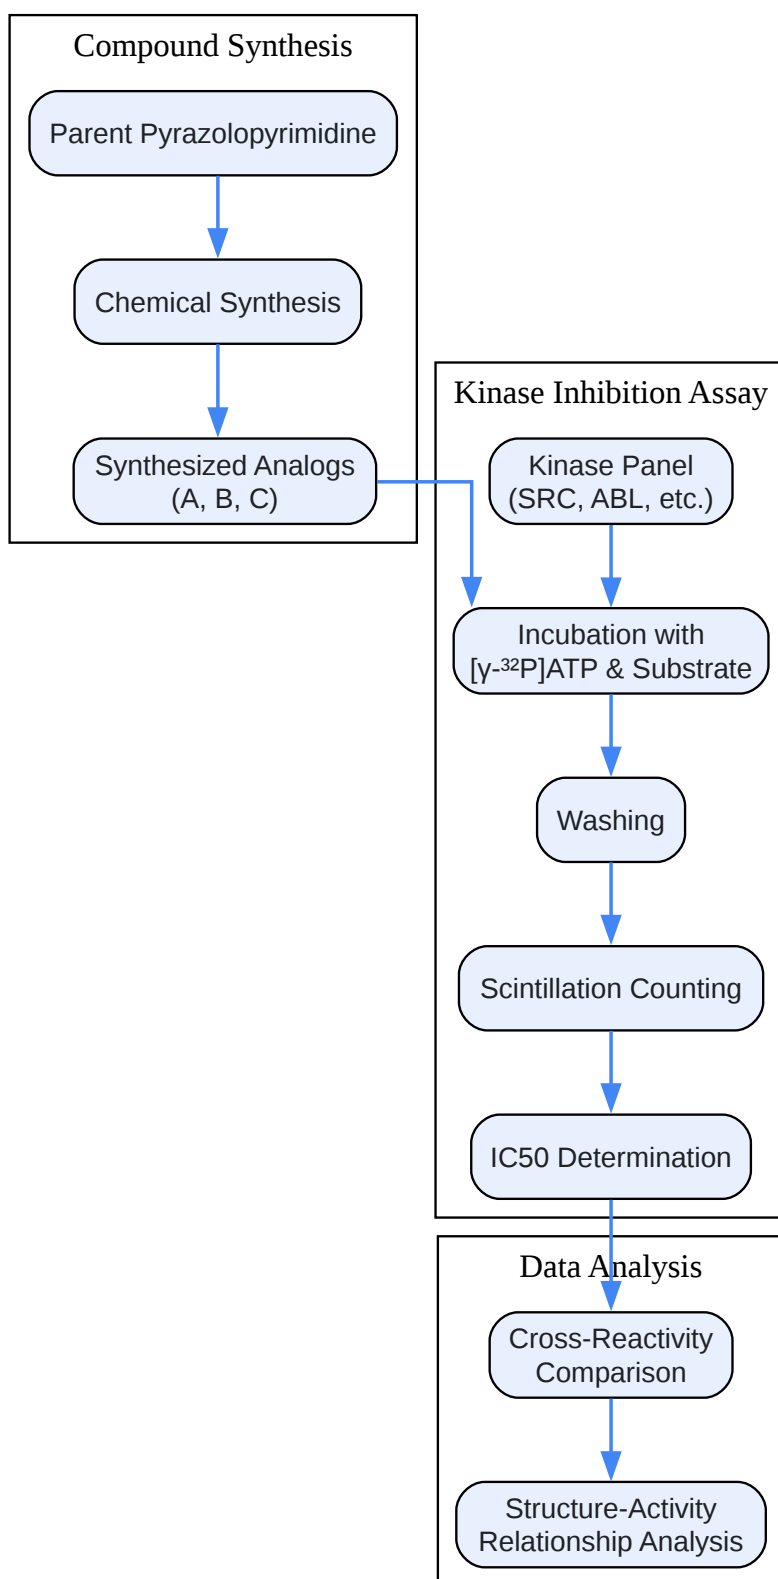 Compound Synthesis
Parent Pyrazolopyrimidine
Chemical Synthesis
Synthesized Analogs
(A, B, C)
Kinase Inhibition Assay
Kinase Panel
(SRC, ABL, etc.)
Incubation with
[γ-³²P]ATP & Substrate
Washing
Scintillation Counting
IC50 Determination
Data Analysis
Cross-Reactivity
Comparison
Structure-Activity
Relationship Analysis